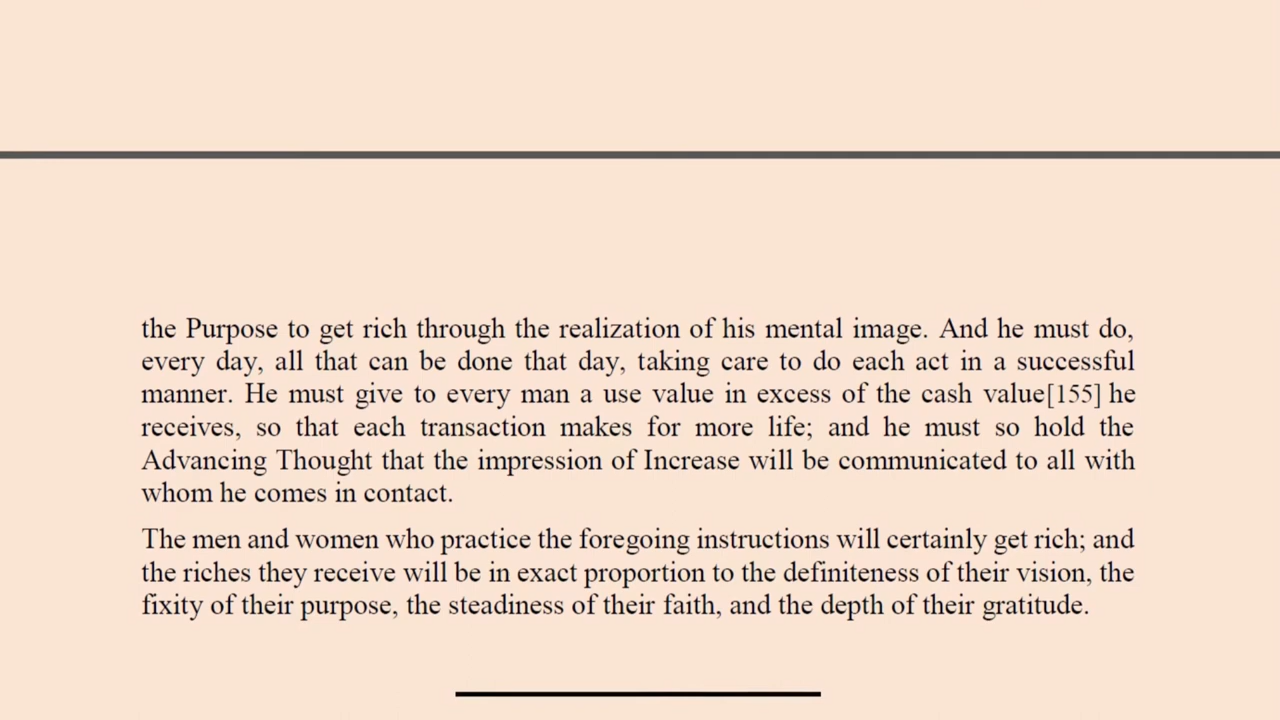 the Purpose to get rich through the realization of his mental image. And he must do,
every day, all that can be done that day, taking care to do each act in a successful
manner. He must give to every man a use value in excess of the cash value[155] he
receives, so that each transaction makes for more life; and he must so hold the
Advancing Thought that the impression of Increase will be communicated to all with
whom he comes in contact.
The men and women who practice the foregoing instructions will certainly get rich; and
the riches they receive will be in exact proportion to the definiteness of their vision, the
fixity of their purpose, the steadiness of their faith, and the depth of their gratitude.